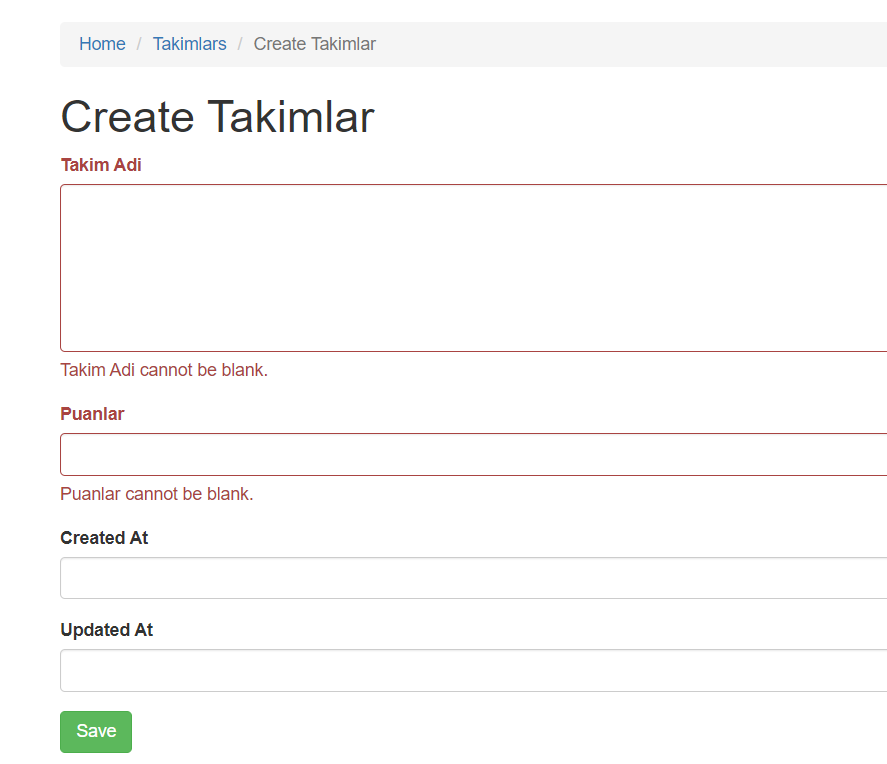 Home / Takimlars / Create Takimlar
Create Takimlar
Takim Adi
Takim Adi cannot be blank.
Puanlar
Puanlar cannot be blank.
Created At
Updated At
Save